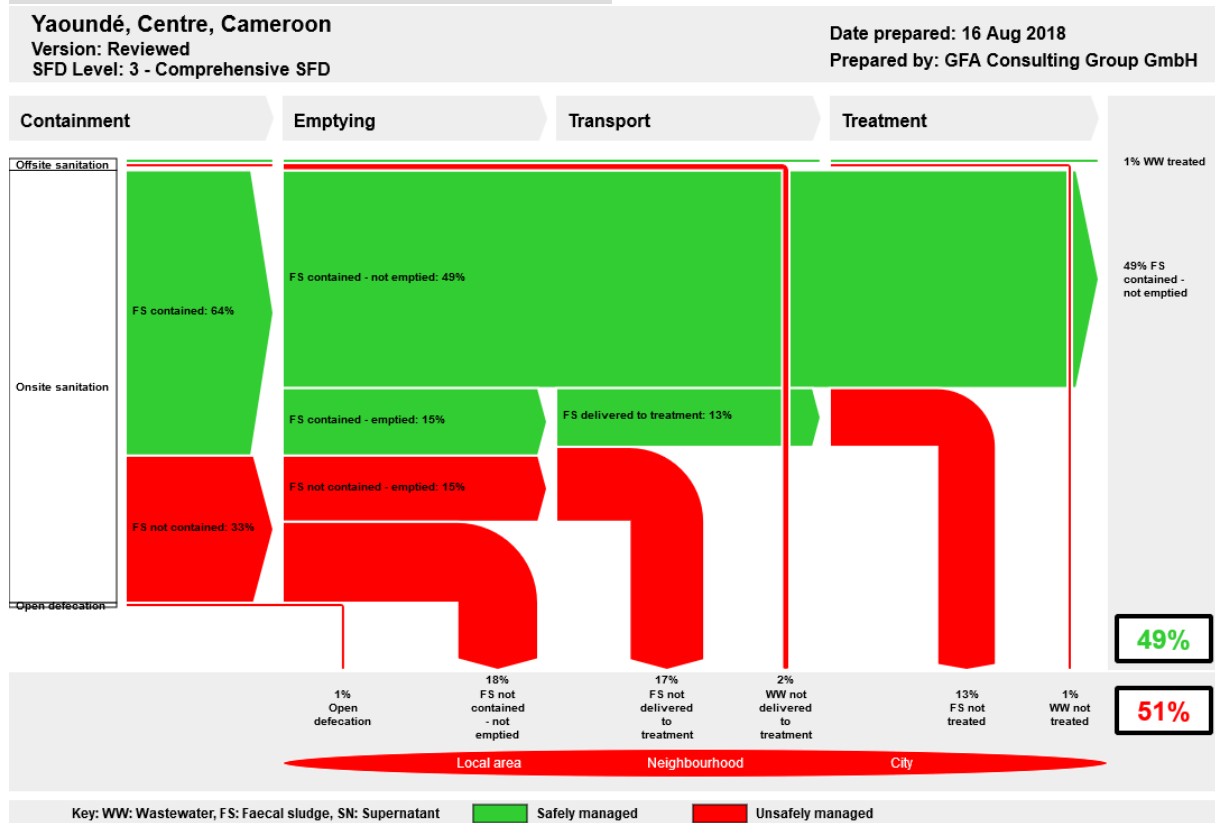 Yaoundé, Centre, Cameroon
Version: Reviewed
SFD Level: 3 - Comprehensive SFD
Date prepared: 16 Aug 2018
Prepared by: GFA Consulting Group GmbH
Containment
Emptying
Transport
Treatment
Offsite sanitation
1% WW treated
FS contained - not emptied: 49%
49% FS
contained -
not emptied
FS contained: 64%
Onsite sanitation
FS contained - emptied: 15%
FS delivered to treatment: 13%
FS not contained - emptied: 15%
FS not contained: 33%
Open defecation
49%
1%
Open
defecation
18%
FS not
contained
- not
emptied
17%
FS not
delivered
to
treatment
2%
WW not
delivered
to
treatment
13%
FS not
treated
1%
WW not
treated
51%
Local area
Neighbourhood
City
Key: WW: Wastewater, FS: Faecal sludge, SN: Supernatant
Safely managed
Unsafely managed